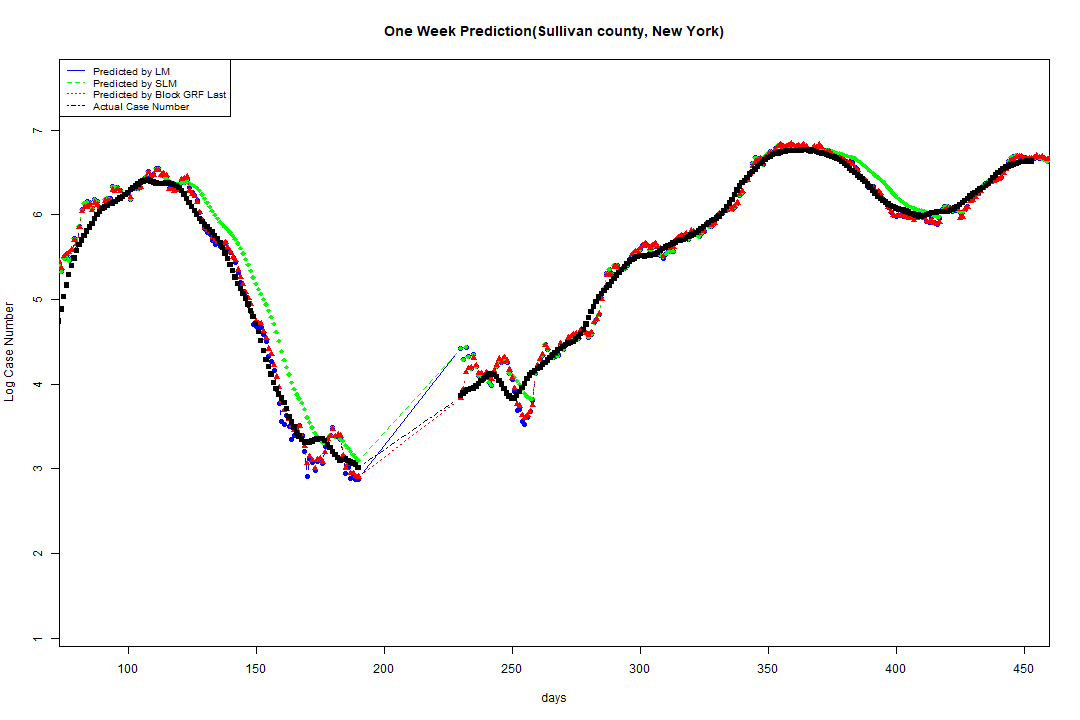 One Week Prediction(Sullivan county, New York)
Predicted by LM
Predicted by SLM
Predicted by Block GRF Last
Actual Case Number
7
6
5
4
3
2
1
Log Case Number
100 150 200 250 300 350 400 450
days